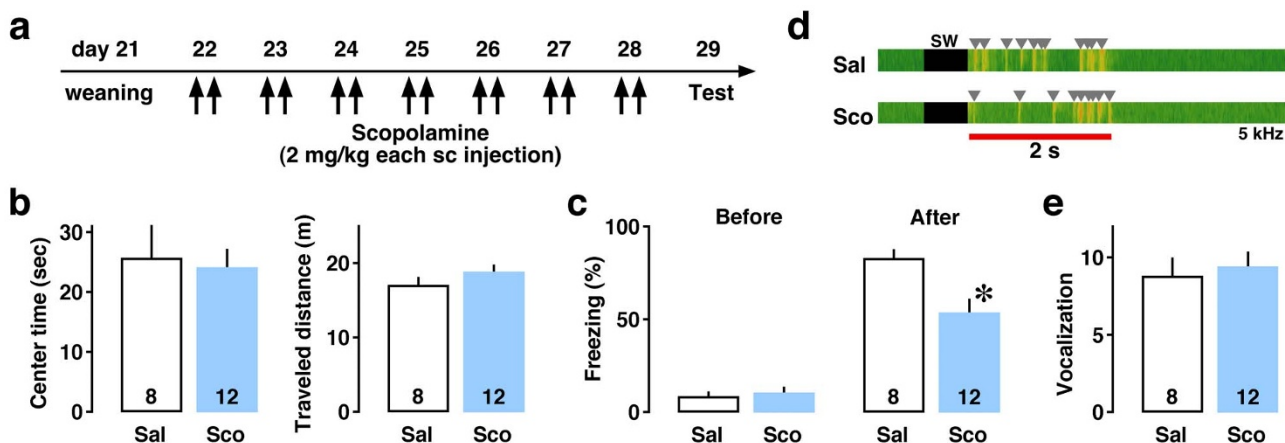 a
day 21 22 23 24 25 26 27 28 29
weaning Test
Scopolamine
(2 mg/kg each sc injection)
d
SW
Sal
Sco
5 kHz
2 s
b
Center time (sec)
30
20
10
0
8 12
Sal Sco
Traveled distance (m)
20
10
0
8 12
Sal Sco
c
Before After
Freezing (%)
100
50
0
Sal Sco
*
8 12
Sal Sco
e
Vocalization
10
5
0
8 12
Sal Sco